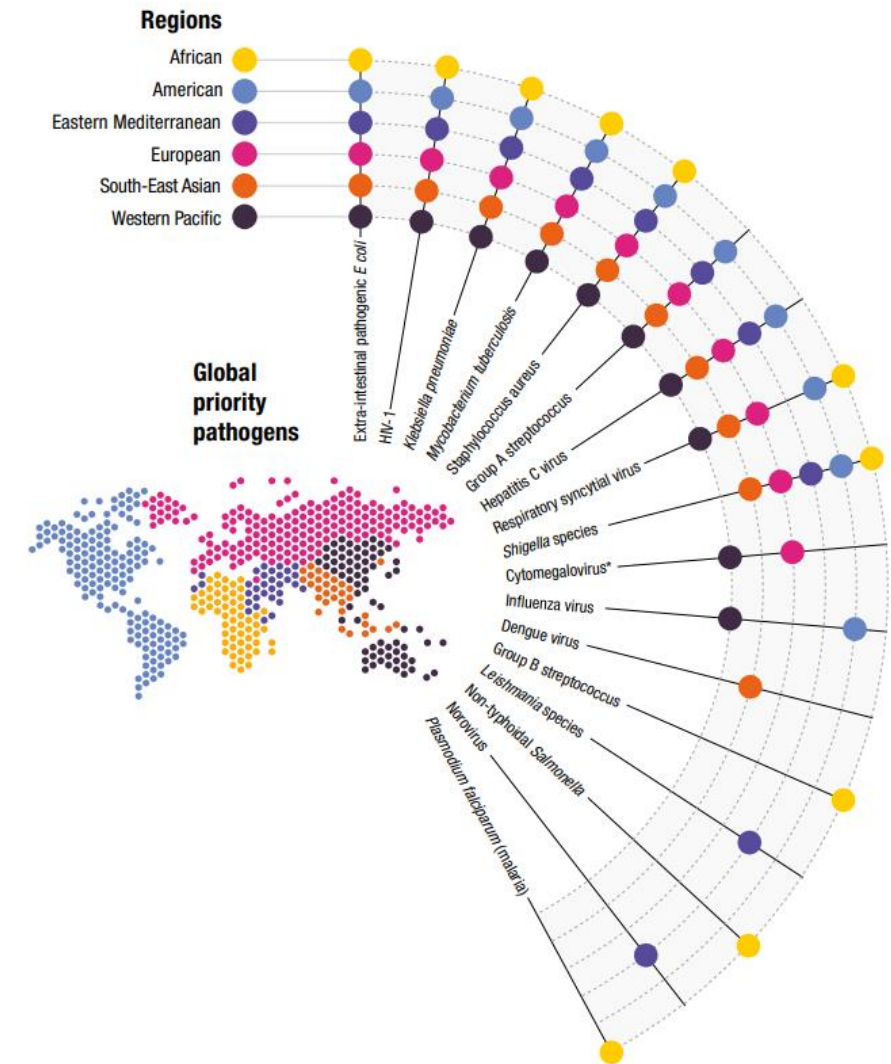 Regions
African
American
Eastern Mediterranean
European
South-East Asian
Western Pacific
Global
priority
pathogens
Extra-intestinal pathogenic E coli
HN-1
Klebsiella pneumoniae
Mycobacterium tuberculosis
Staphylococcus aureus
Group A streptococcus
Hepatitis C virus
Respiratory syncytial virus
Shigella species
Cytomegalovirus*
Influenza virus
Dengue virus
Group B streptococcus
Leishmania species
Non-typhoidal Salmonella
Norovirus
Plasmodium falciparum (malaria)